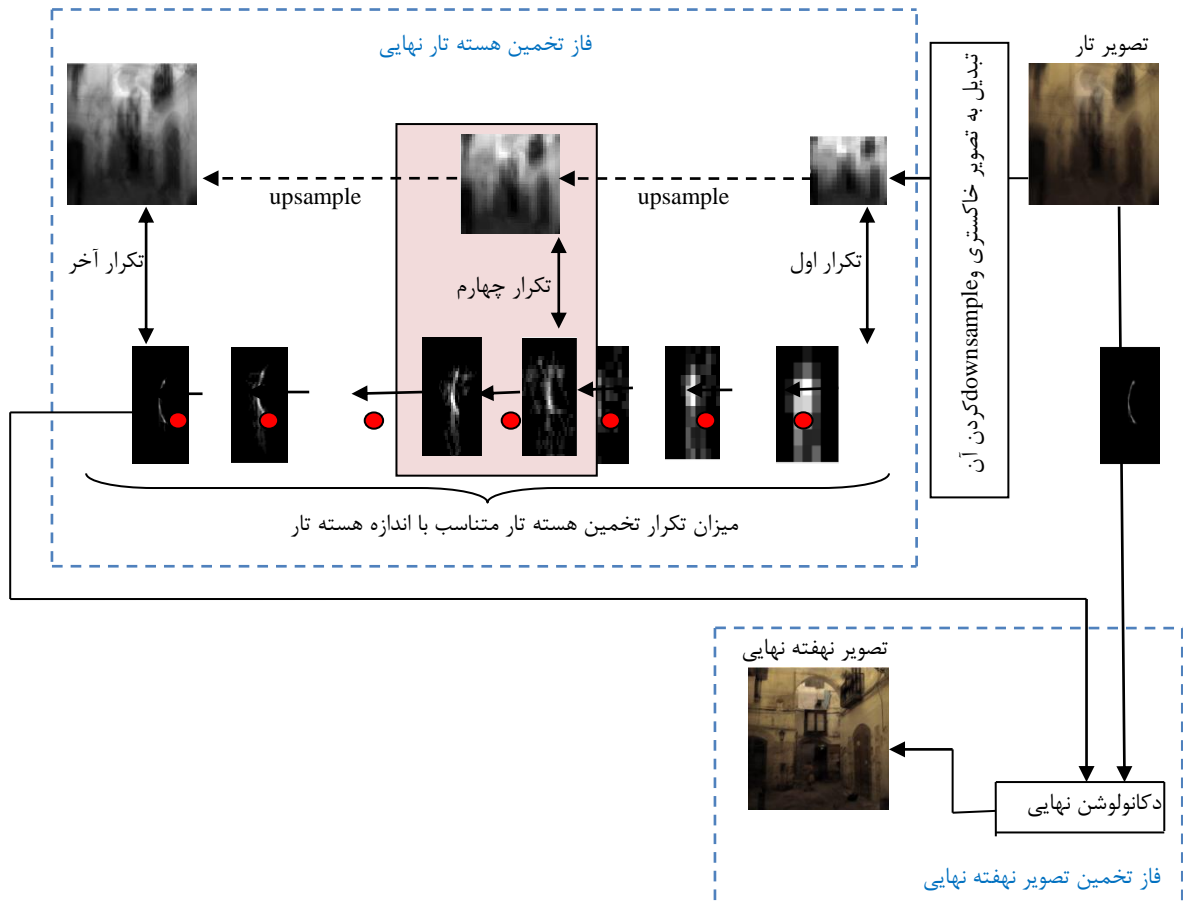 تصویر تار
تبدیل به تصویر خاکستری و downsample کردن آن
فاز تخمین هسته تار نهایی
upsample
upsample
تکرار اول
تکرار چهارم
تکرار آخر
میزان تکرار تخمین هسته تار متناسب با اندازه هسته تار
تصویر نهفته نهایی
دکانولوشن نهایی
فاز تخمین تصویر نهفته نهایی